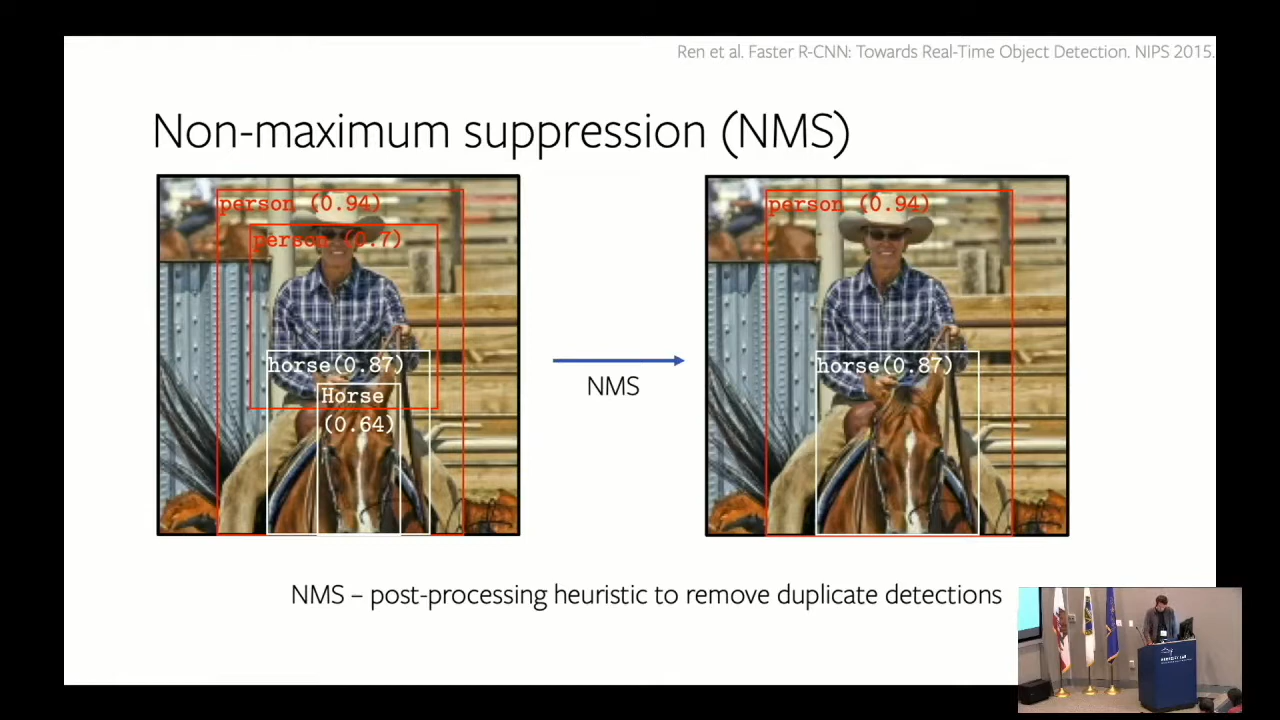 Ren et al. Faster R-CNN: Towards Real-Time Object Detection. NIPS 2015.
Non-maximum suppression (NMS)
person (0.94)
person (0.7)
horse(0.87)
Horse
(0.64)
NMS
person (0.94)
horse(0.87)
NMS – post-processing heuristic to remove duplicate detections
BERKELEY LAB